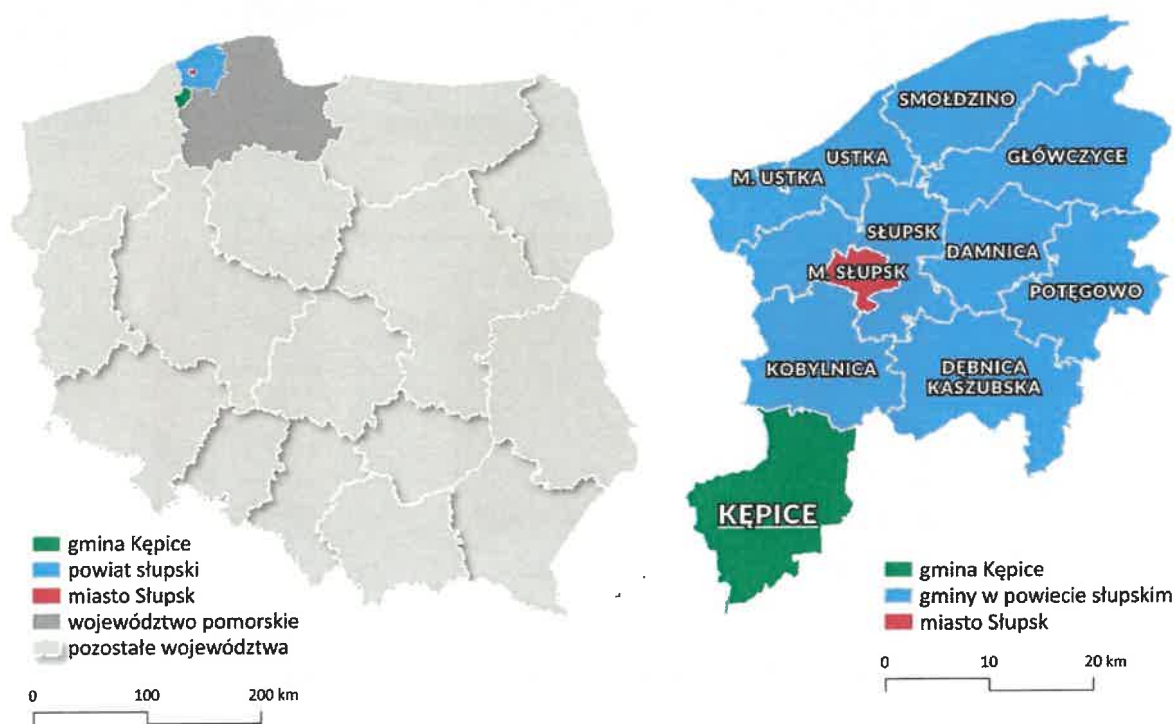 SMOŁDZINO
USTKA
GŁÓWCZYCE
M. USTKA
SŁUPSK
DAMNICA
M. SŁUPSK
POTĘGOWO
KOBYLNICA
DĘBNICA
KASZUBSKA
KĘPICE
gmina Kępice
powiat słupski
miasto Słupsk
województwo pomorskie
pozostałe województwa
0 100 200 km
gmina Kępice
gminy w powiecie słupskim
miasto Słupsk
0 10 20 km